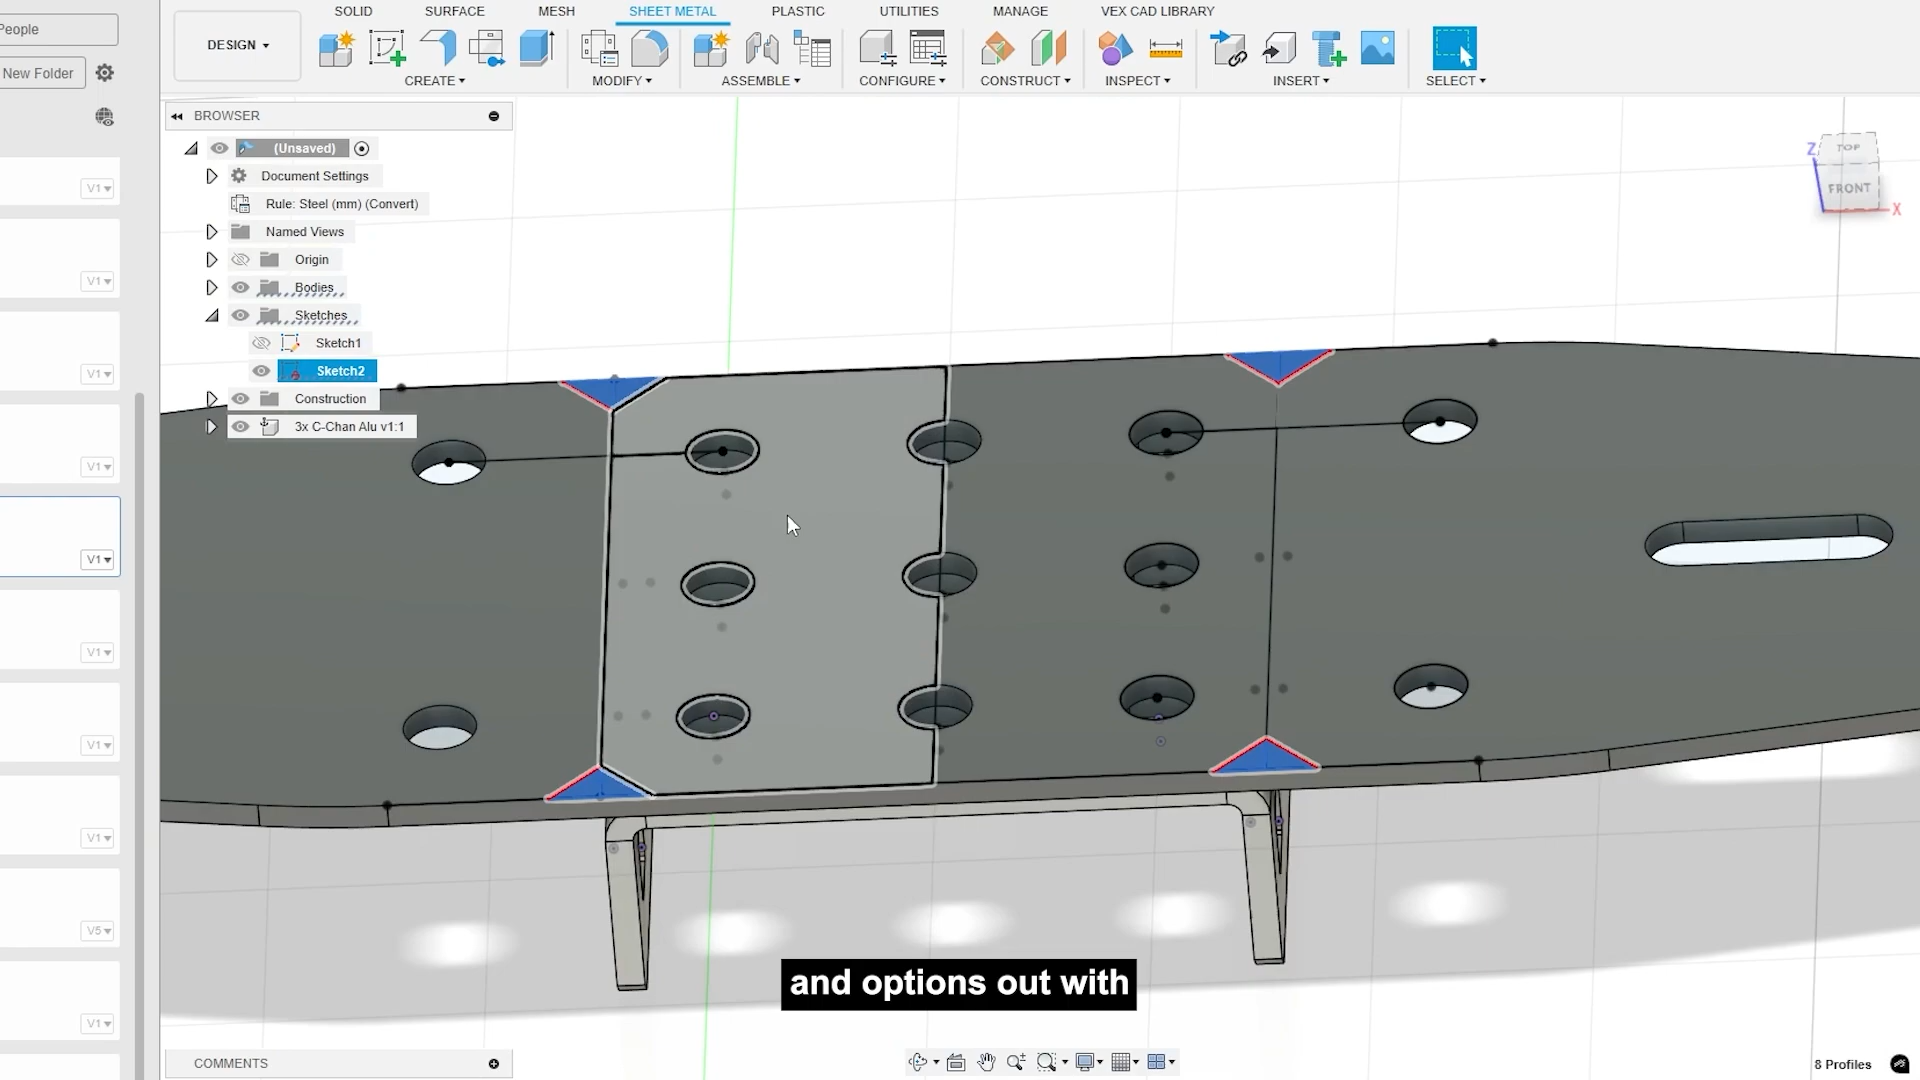 SOLID
SURFACE
MESH
SHEET METAL
PLASTIC
UTILITIES
MANAGE
VEX CAD LIBRARY
People
New Folder
DESIGN
CREATE
MODIFY
ASSEMBLE
CONFIGURE
CONSTRUCT
INSPECT
INSERT
SELECT
BROWSER
(Unsaved)
Document Settings
Rule: Steel (mm) (Convert)
Named Views
Origin
Bodies
Sketches
Sketch1
Sketch2
Construction
3x C-Chan Alu v1:1
V1
V1
V1
V1
V1
V1
V1
V1
V5
V1
Z
TOP
FRONT
X
and options out with
COMMENTS
8 Profiles